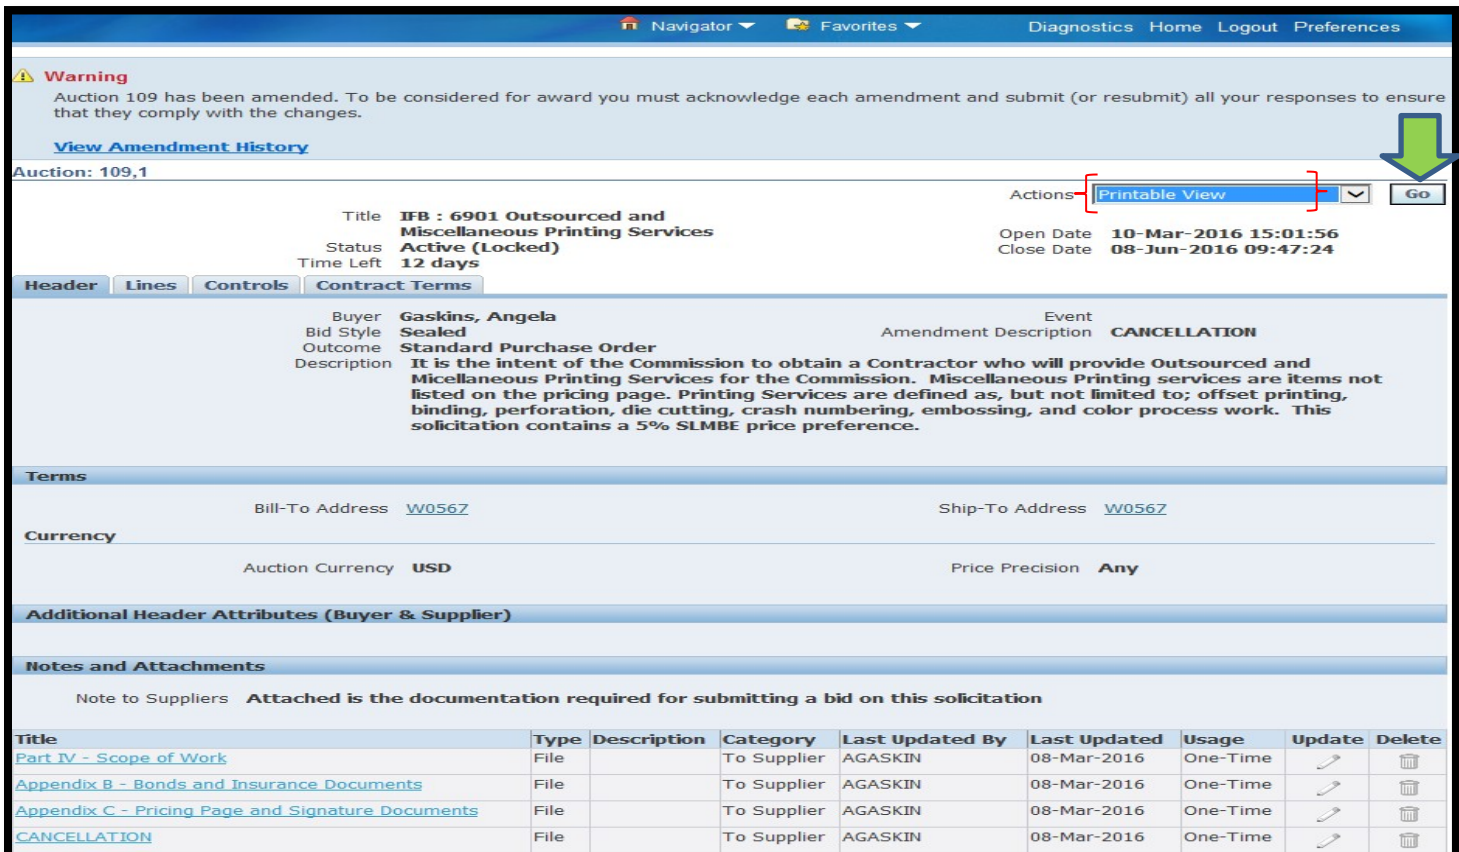 Navigator Favorites Diagnostics Home Logout Preferences
Warning
Auction 109 has been amended. To be considered for award you must acknowledge each amendment and submit (or resubmit) all your responses to ensure
that they comply with the changes.
View Amendment History
Auction: 109,1
Actions Printable View Go
Title IFB : 6901 Outsourced and
Miscellaneous Printing Services
Status Active (Locked)
Time Left 12 days
Open Date 10-Mar-2016 15:01:56
Close Date 08-Jun-2016 09:47:24
Header Lines Controls Contract Terms
Buyer Gaskins, Angela
Bid Style Sealed
Outcome Standard Purchase Order
Event
Amendment Description CANCELLATION
Description It is the intent of the Commission to obtain a Contractor who will provide Outsourced and
Micellaneous Printing Services for the Commission. Miscellaneous Printing services are items not
listed on the pricing page. Printing Services are defined as, but not limited to; offset printing,
binding, perforation, die cutting, crash numbering, embossing, and color process work. This
solicitation contains a 5% SLMBE price preference.
Terms
Bill-To Address W0567 Ship-To Address W0567
Currency
Auction Currency USD Price Precision Any
Additional Header Attributes (Buyer & Supplier)
Notes and Attachments
Note to Suppliers Attached is the documentation required for submitting a bid on this solicitation
Title Type Description Category Last Updated By Last Updated Usage Update Delete
Part IV - Scope of Work File To Supplier AGASKIN 08-Mar-2016 One-Time
Appendix B - Bonds and Insurance Documents File To Supplier AGASKIN 08-Mar-2016 One-Time
Appendix C - Pricing Page and Signature Documents File To Supplier AGASKIN 08-Mar-2016 One-Time
CANCELLATION File To Supplier AGASKIN 08-Mar-2016 One-Time